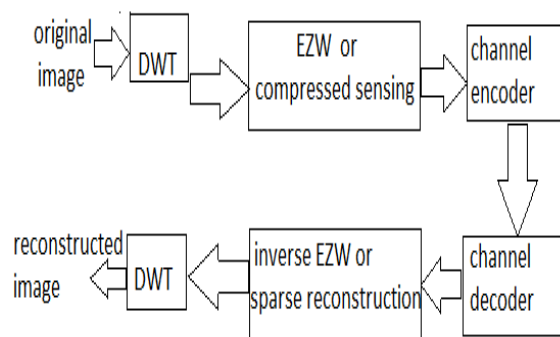 original
image
DWT
EZW or
compressed sensing
channel
encoder
reconstructed
image
DWT
inverse EZW or
sparse reconstruction
channel
decoder